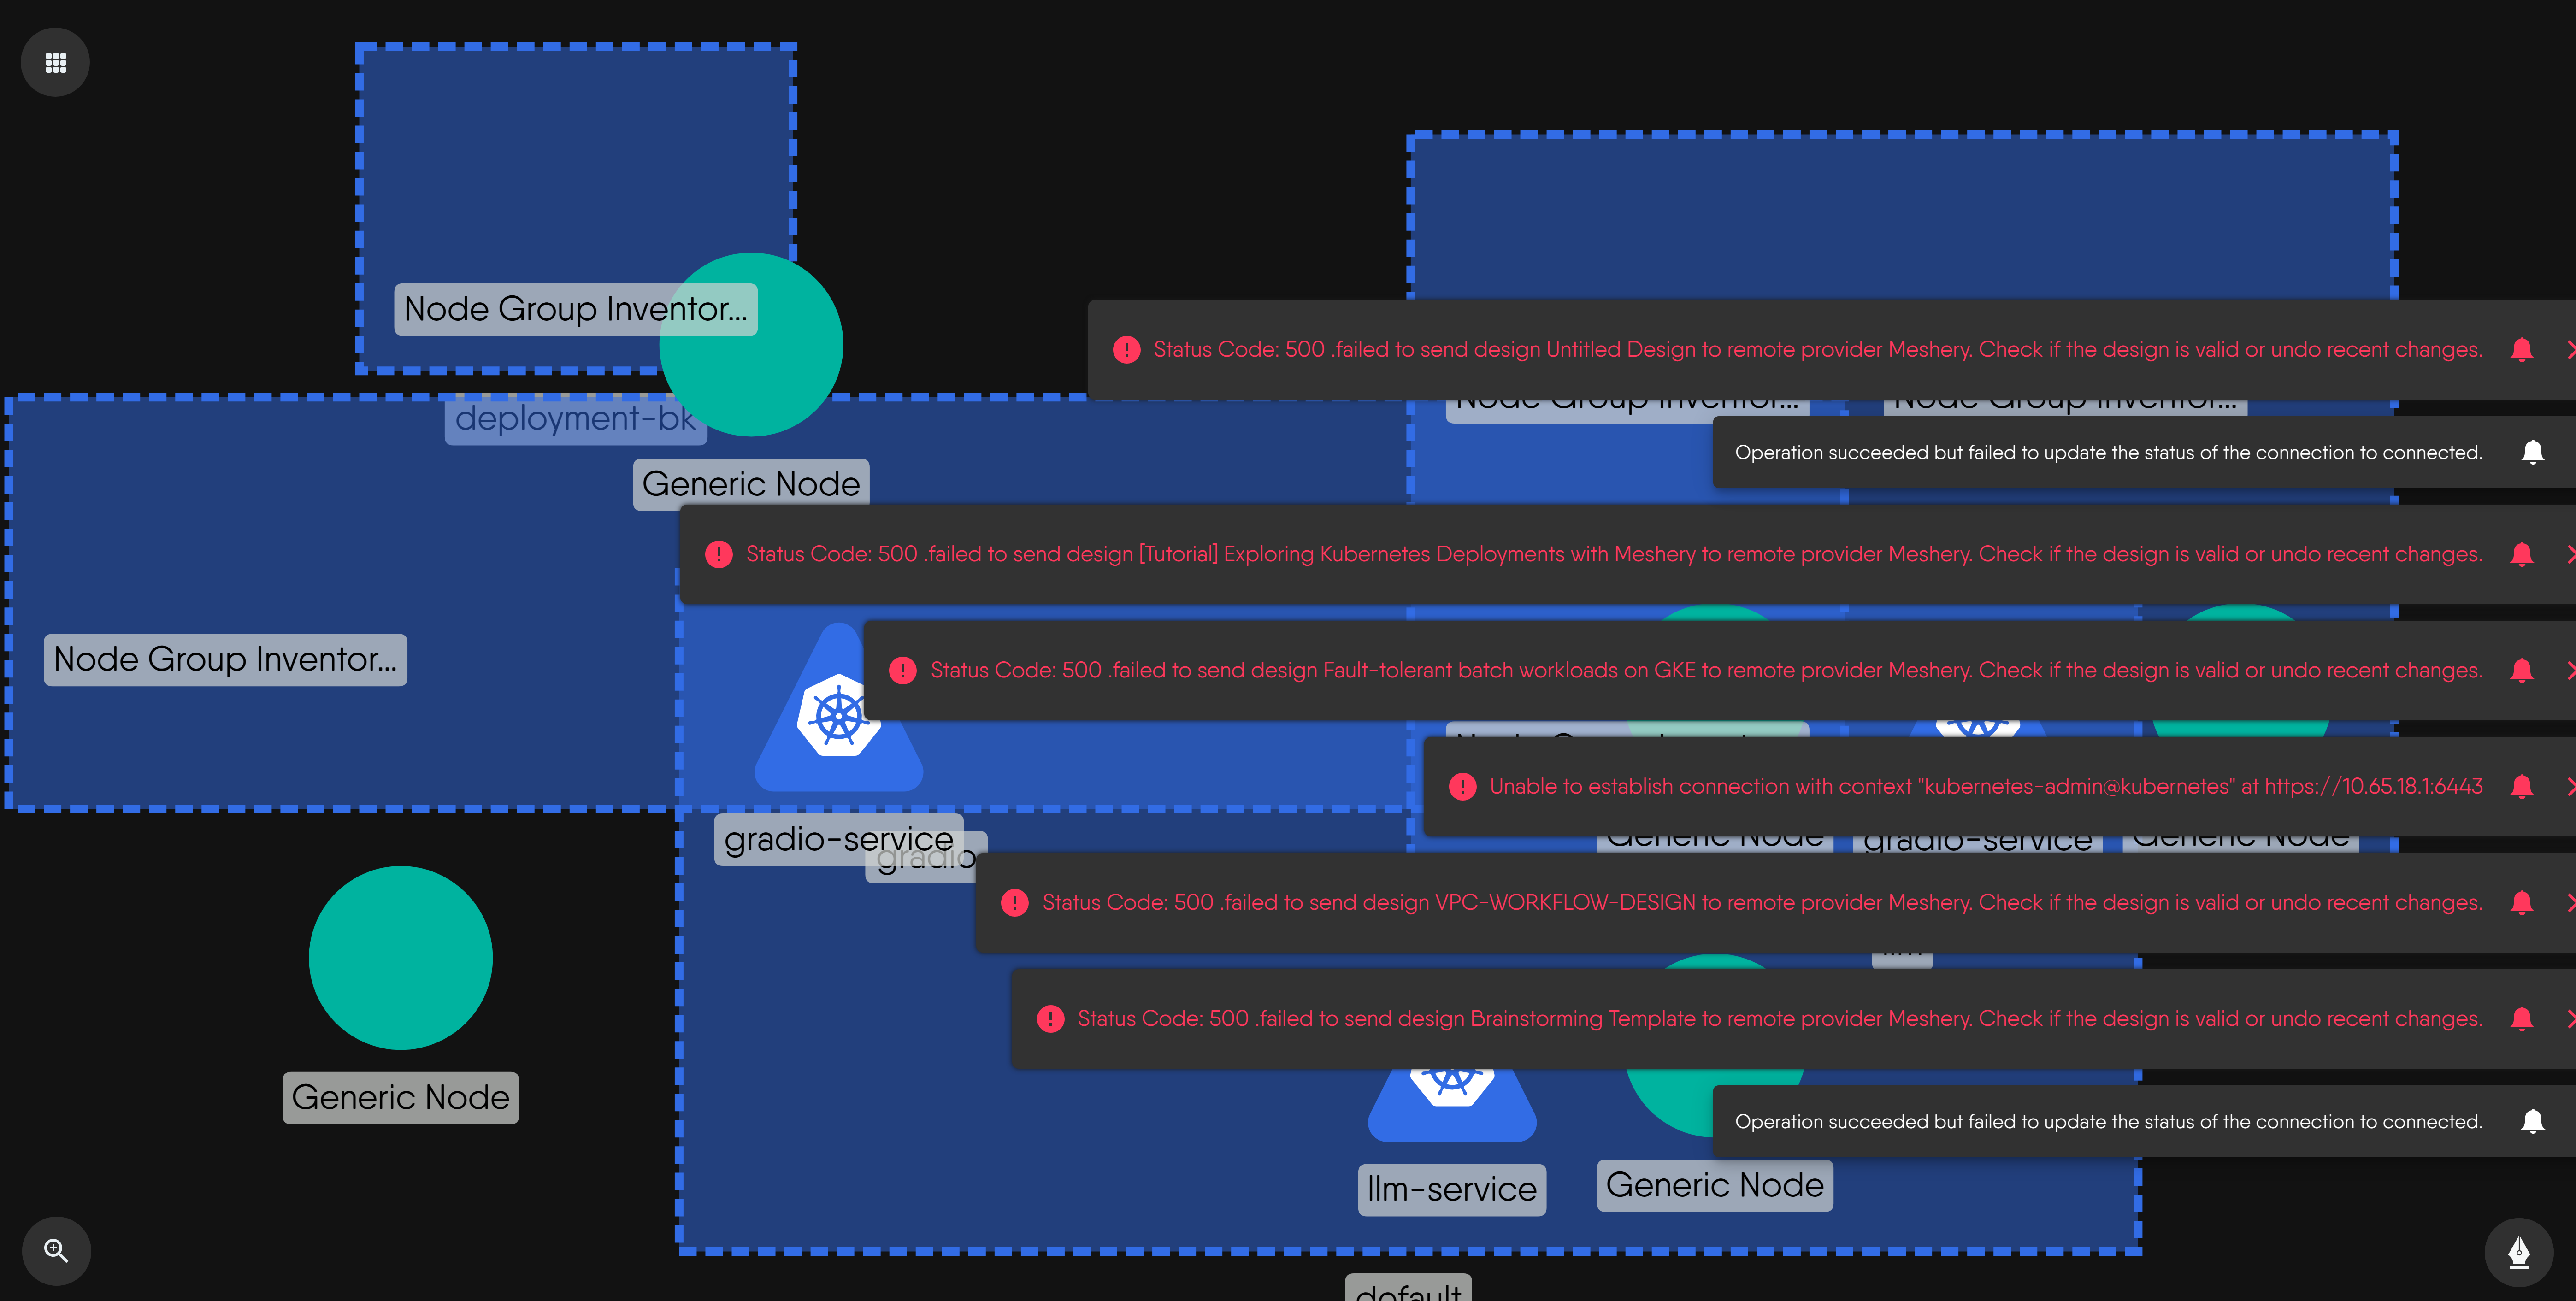 Node Group Inventor...
Status Code: 500 .failed to send design Untitled Design to remote provider Meshery. Check if the design is valid or undo recent changes.
Node Group Inventor...
Node Group Inventor...
deployment-bk
Operation succeeded but failed to update the status of the connection to connected.
Generic Node
Status Code: 500 .failed to send design [Tutorial] Exploring Kubernetes Deployments with Meshery to remote provider Meshery. Check if the design is valid or undo recent changes.
Node Group Inventor...
Status Code: 500 .failed to send design Fault-tolerant batch workloads on GKE to remote provider Meshery. Check if the design is valid or undo recent changes.
Unable to establish connection with context "kubernetes-admin@kubernetes" at https://10.65.18.1:6443
gradio-service
gradio
Generic Node
gradio-service
Generic Node
Status Code: 500 .failed to send design VPC-WORKFLOW-DESIGN to remote provider Meshery. Check if the design is valid or undo recent changes.
Status Code: 500 .failed to send design Brainstorming Template to remote provider Meshery. Check if the design is valid or undo recent changes.
Generic Node
Operation succeeded but failed to update the status of the connection to connected.
llm-service
Generic Node
default